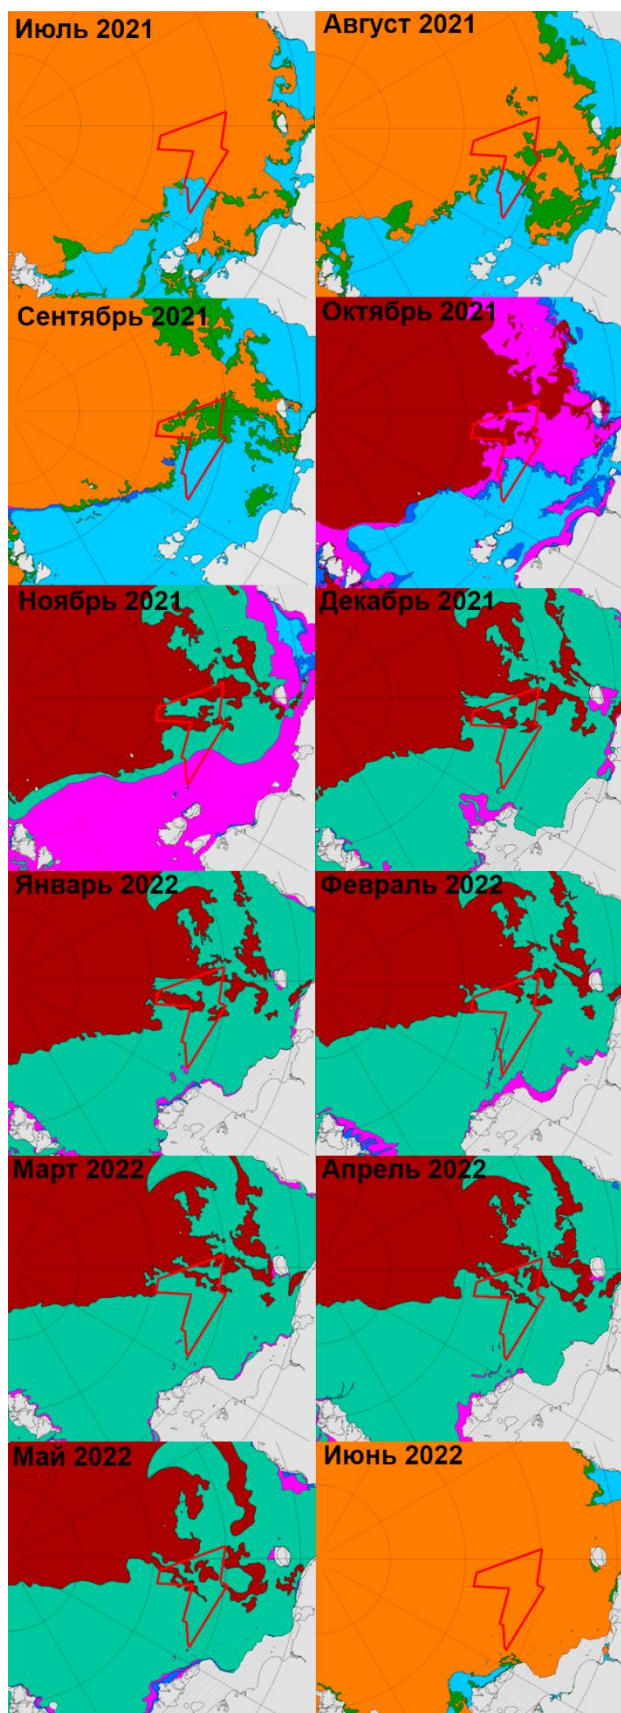 Июль 2021
Август 2021
Сентябрь 2021
Октябрь 2021
Ноябрь 2021
Декабрь 2021
Январь 2022
Февраль 2022
Март 2022
Апрель 2022
Май 2022
Июнь 2022